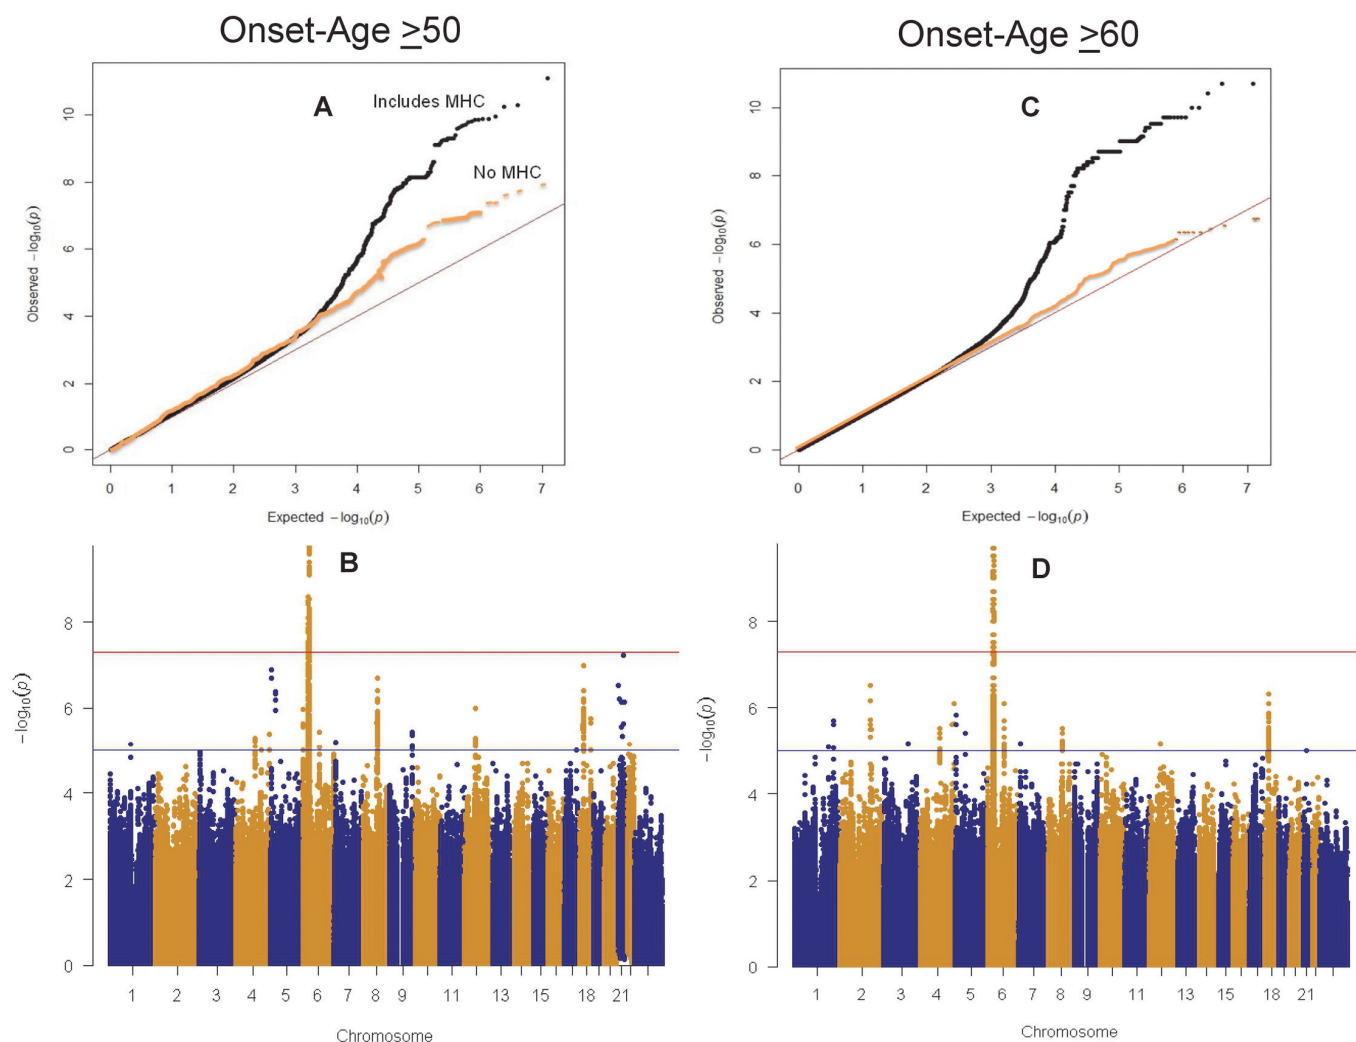 Onset-Age ≥50
Onset-Age ≥60
A
Includes MHC
No MHC
Observed −log10(p)
0 2 4 6 8 10
0 1 2 3 4 5 6 7
Expected −log10(p)
C
Observed −log10(p)
0 2 4 6 8 10
0 1 2 3 4 5 6 7
Expected −log10(p)
B
−log10(p)
0 2 4 6 8
1 2 3 4 5 6 7 8 9 11 13 15 18 21
Chromosome
D
−log10(p)
0 2 4 6 8
1 2 3 4 5 6 7 8 9 11 13 15 18 21
Chromosome